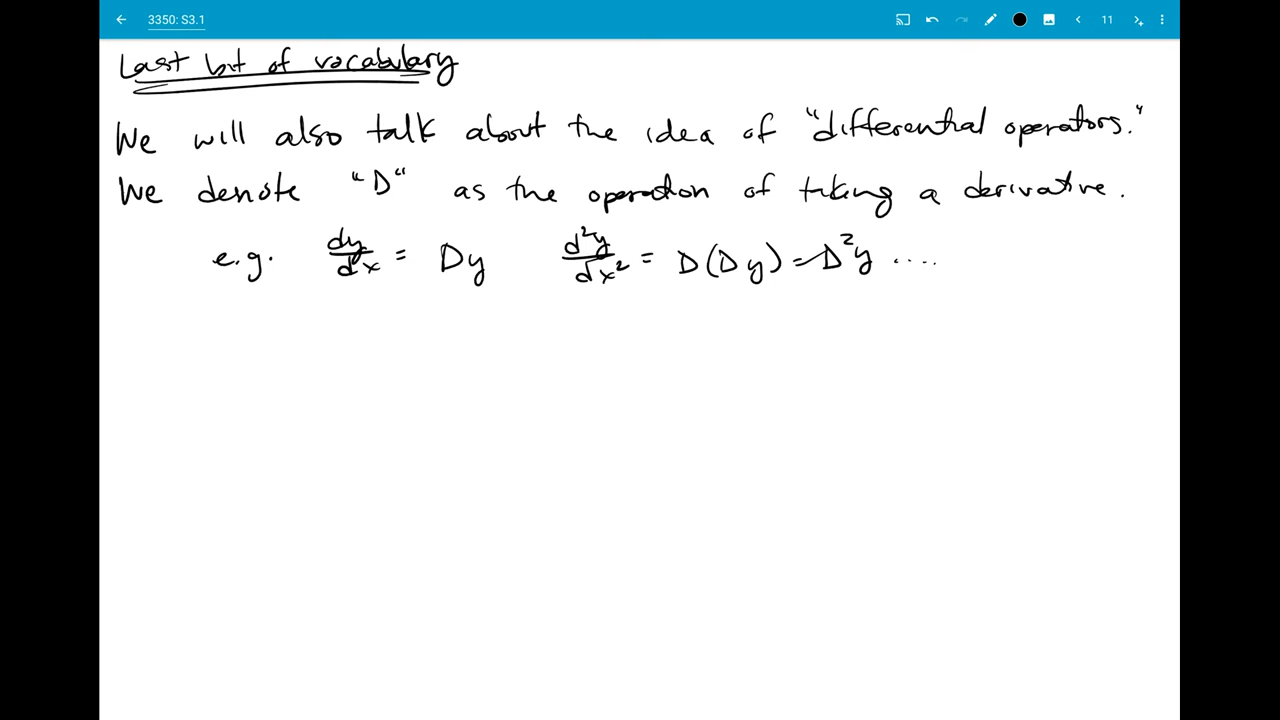 3350: S3.1
11
Last bit of vocabulary
We will also talk about the idea of "differential operators."
We denote "D" as the operation of taking a derivative.
e.g. dy/dx = Dy d²y/dx² = D(Dy) = D²y ....